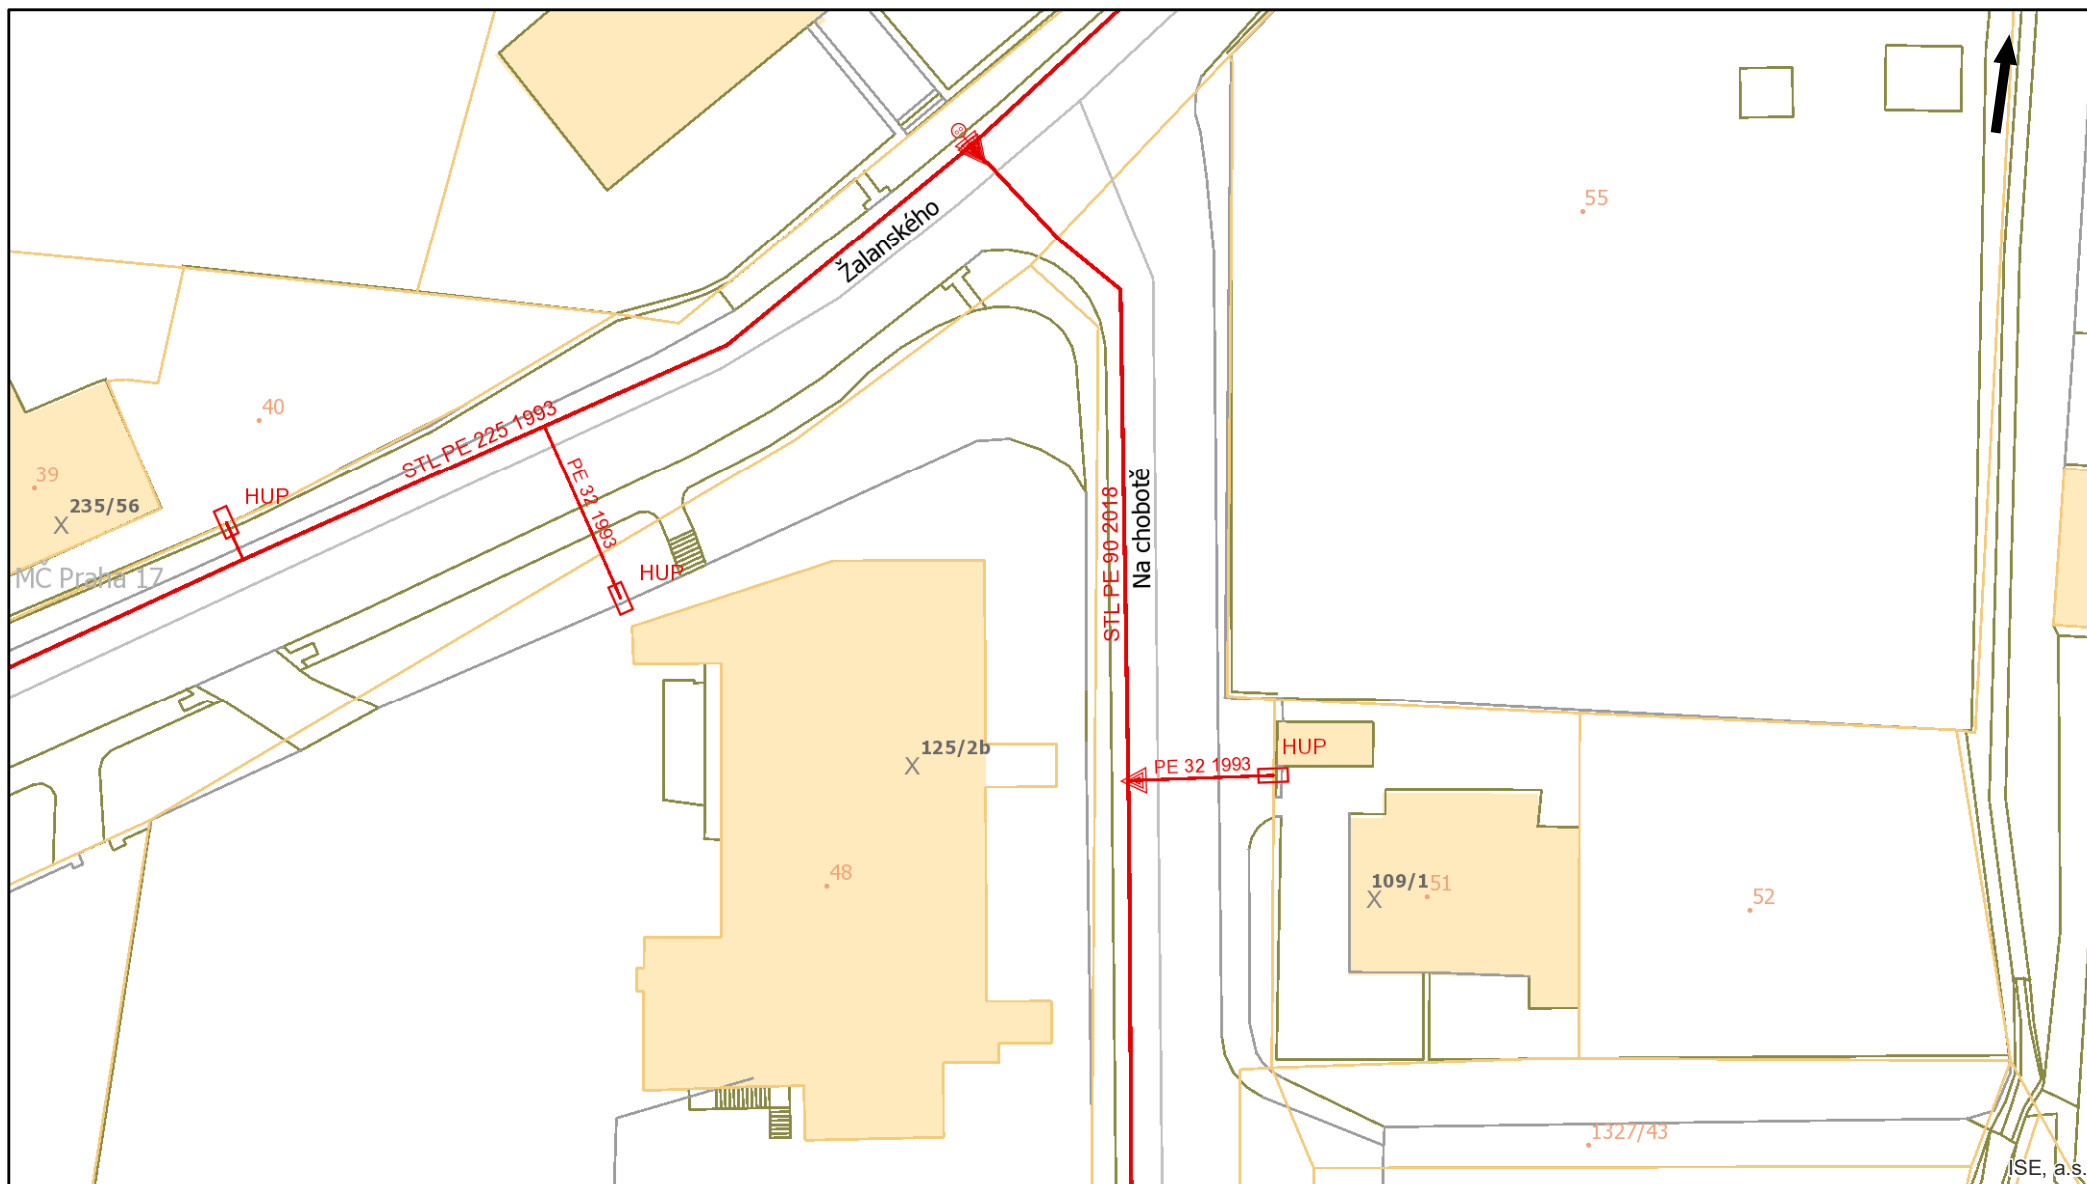 55
Žalanského
40
STL PE 225 1993
39
HUP
235/56
PE 32 1993
STL PE 90 2018
Na chobotě
MČ Praha 17
HUP
125/2b
HUP
PE 32 1993
48
109/1
51
52
1327/43
ISE, a.s.